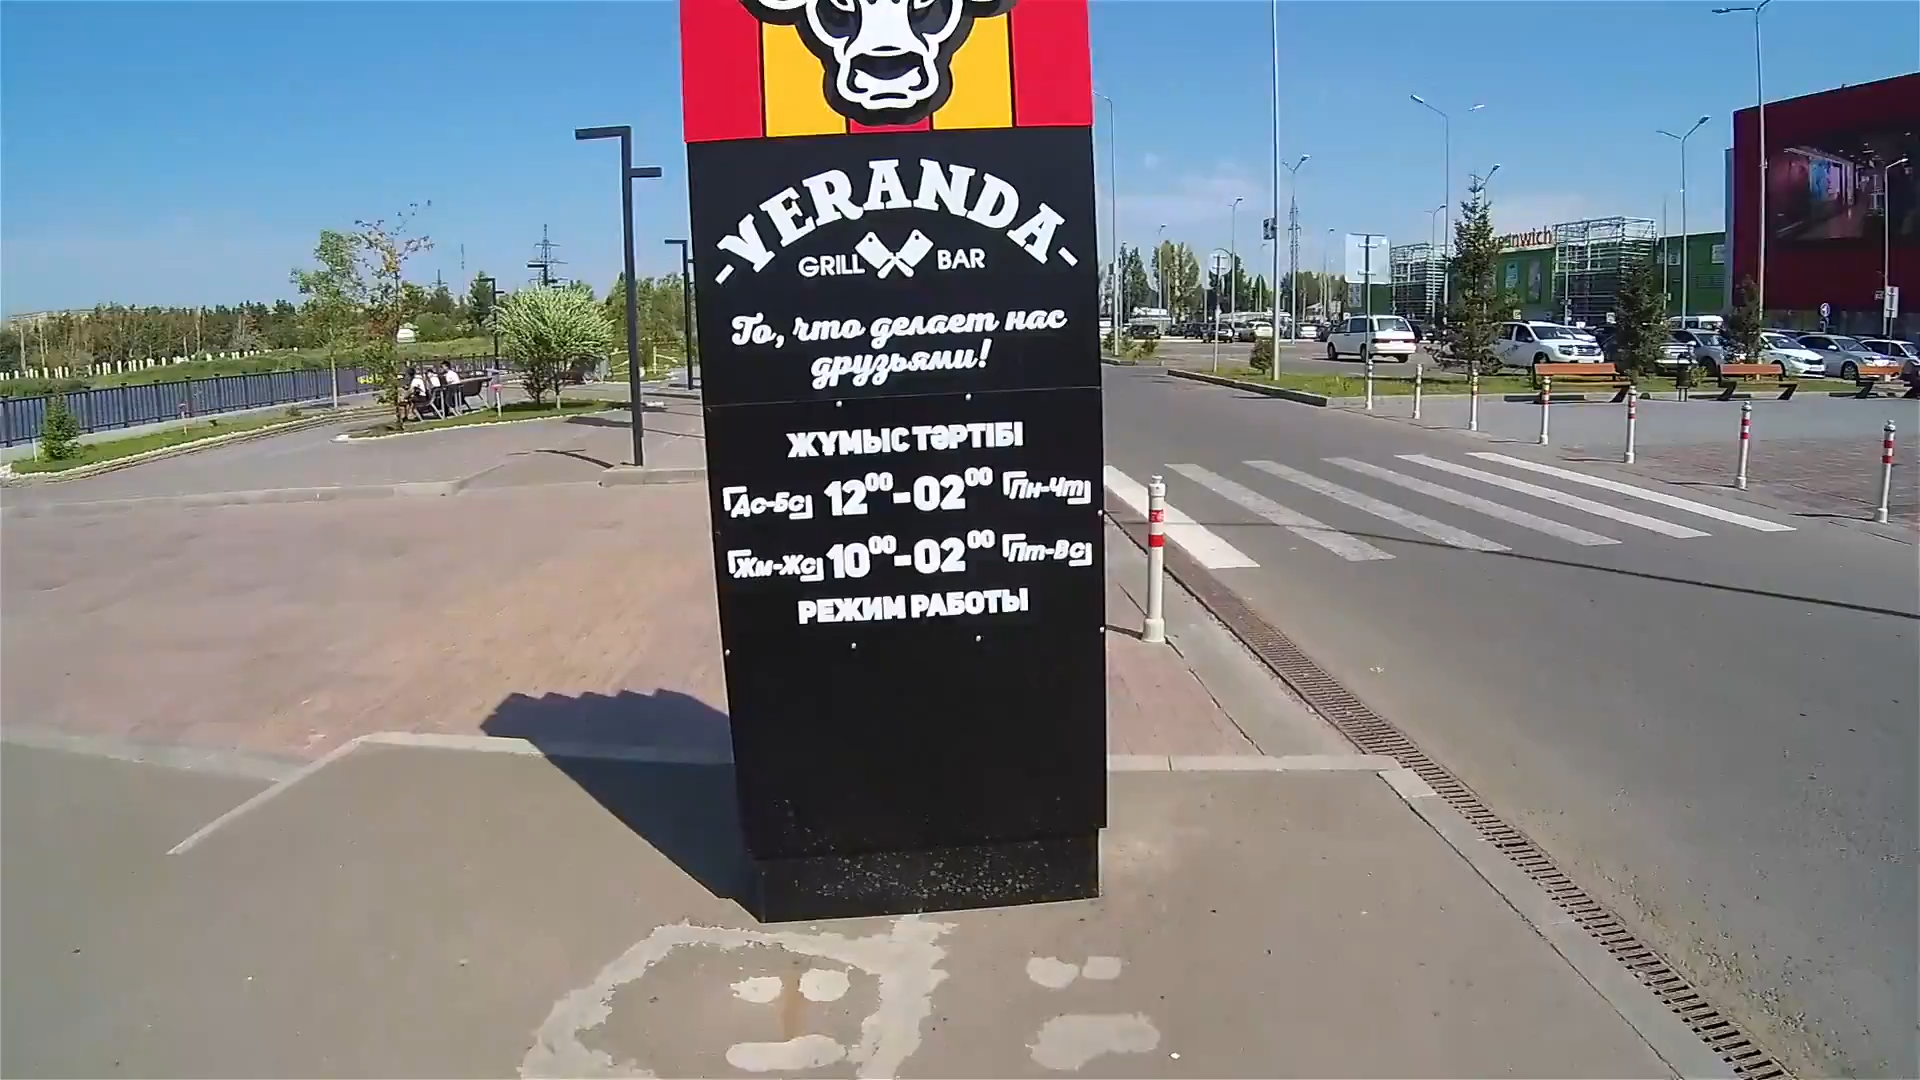 VERANDA
GRILL BAR
То, что делает нас
друзьями!
ЖҰМЫС ТӘРТІБІ
Дс-Бс 12⁰⁰-02⁰⁰ Пн-Чт
Жм-Жс 10⁰⁰-02⁰⁰ Пт-Вс
РЕЖИМ РАБОТЫ